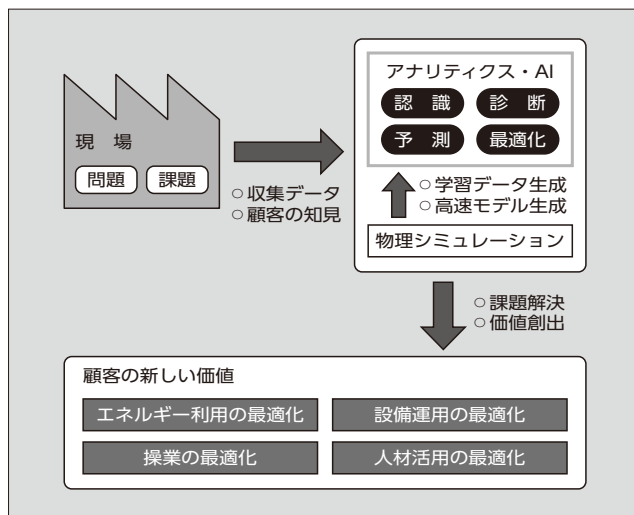 現 場
問題
課題
○収集データ
○顧客の知見
アナリティクス・AI
認 識
診 断
予 測
最適化
○学習データ生成
○高速モデル生成
物理シミュレーション
○課題解決
○価値創出
顧客の新しい価値
エネルギー利用の最適化
設備運用の最適化
操業の最適化
人材活用の最適化